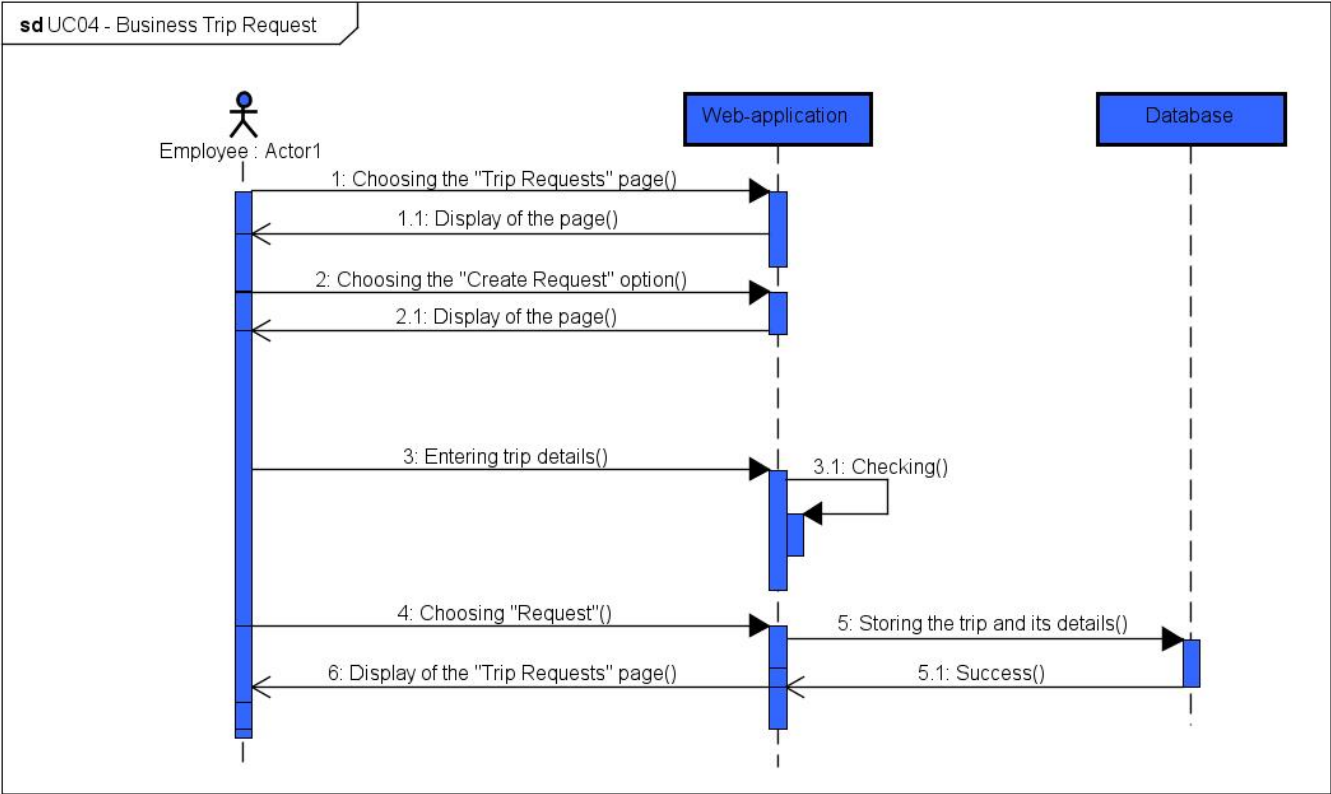 sd UC04 - Business Trip Request
Web-application
Database
Employee : Actor1
1: Choosing the "Trip Requests" page()
1.1: Display of the page()
2: Choosing the "Create Request" option()
2.1: Display of the page()
3: Entering trip details()
3.1: Checking()
4: Choosing "Request"()
5: Storing the trip and its details()
6: Display of the "Trip Requests" page()
5.1: Success()